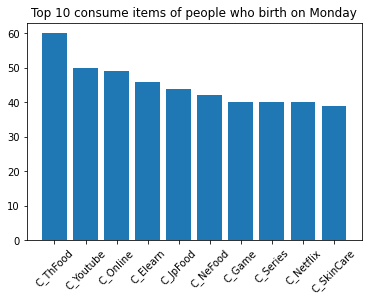 Top 10 consume items of people who birth on Monday
60
50
40
30
20
10
0
C_ThFood
C_Youtube
C_Online
C_Elearn
C_JpFood
C_NeFood
C_Game
C_Series
C_Netflix
C_SkinCare